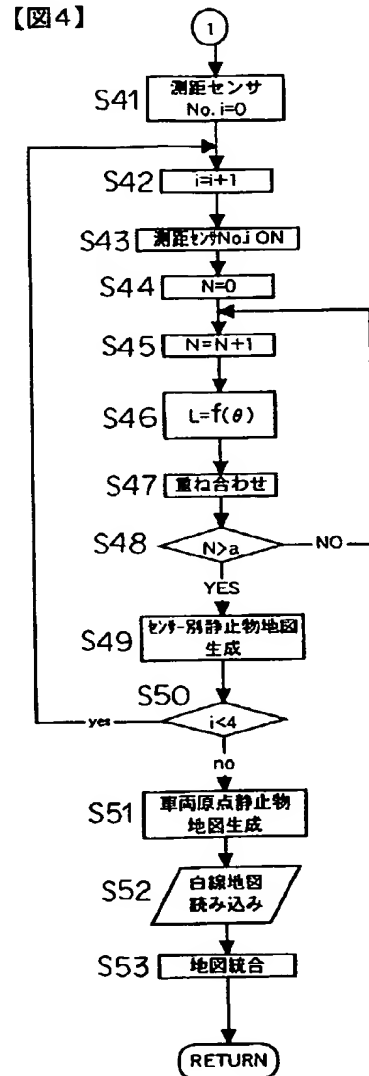 【図4】
1
S41
測距センサ
No. i=0
S42
i=i+1
S43
測距センサNo.i ON
S44
N=0
S45
N=N+1
S46
L=f(θ)
S47
重ね合わせ
S48
N>a
NO
YES
S49
センサー別静止物地図
生成
S50
yes
i<4
no
S51
車両原点静止物
地図生成
S52
白線地図
読み込み
S53
地図統合
RETURN